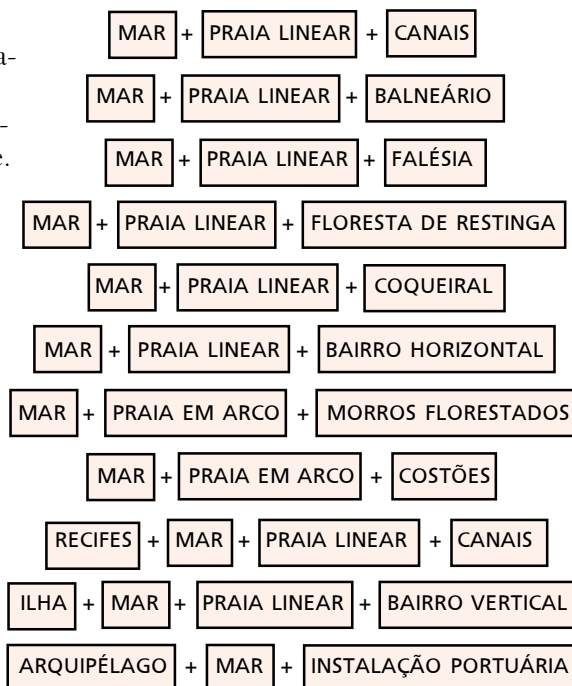 MAR + PRAIA LINEAR + CANAIS
a-
MAR + PRAIA LINEAR + BALNEÁRIO
-
e.
MAR + PRAIA LINEAR + FALÉSIA
MAR + PRAIA LINEAR + FLORESTA DE RESTINGA
MAR + PRAIA LINEAR + COQUEIRAL
MAR + PRAIA LINEAR + BAIRRO HORIZONTAL
MAR + PRAIA EM ARCO + MORROS FLORESTADOS
MAR + PRAIA EM ARCO + COSTÕES
RECIFES + MAR + PRAIA LINEAR + CANAIS
ILHA + MAR + PRAIA LINEAR + BAIRRO VERTICAL
ARQUIPÉLAGO + MAR + INSTALAÇÃO PORTUÁRIA